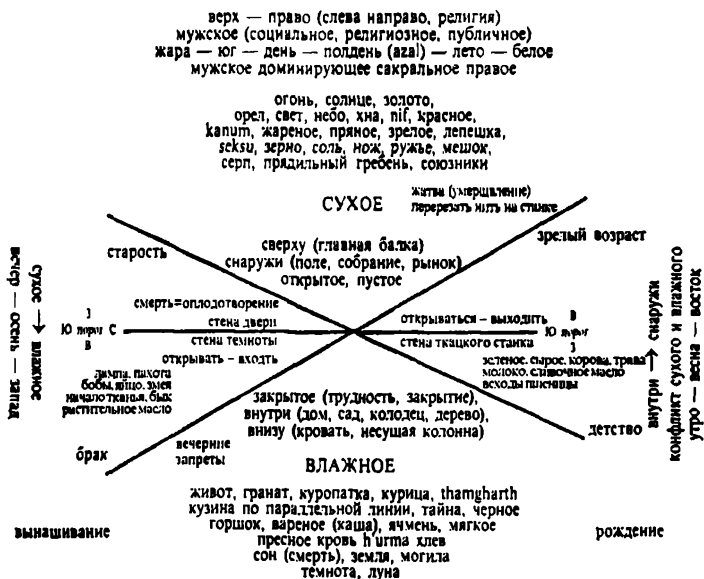 верх — право (слева направо, религия)
мужское (социальное, религиозное, публичное)
жара — юг — день — полдень (azal) — лето — белое
мужское доминирующее сакральное правое
огонь, солнце, золото,
орел, свет, небо, хна, nif, красное,
kanum, жареное, пряное, зрелое, лепешка,
seksu, зерно, соль, нож, ружье, мешок,
серп, прядильный гребень, союзники
СУХОЕ
жатва (умерщвление)
перерезать нить на станке
старость
зрелый возраст
сверху (главная балка)
снаружи (поле, собрание, рынок)
открытое, пустое
сухое → влажное
вечер — осень — запад
смерть=оплодотворение
З
Ю порог С
В
стена двери
стена темноты
открывать – входть
открываться – выходить
стена ткацкого станка
В
Ю порог
З
лампа, пахота
бобы, яйцо, змея
начало тканья, бык
растительное масло
зеленое, сырое, корова, трава
молоко, сливочное масло
всходы пшеницы
внутри → снаружи
конфликт сухого и влажного
утро — весна — восток
закрытое (трудность, закрытие),
внутри (дом, сад, колодец, дерево),
внизу (кровать, несущая колонна)
брак
вечерние
запреты
детство
ВЛАЖНОЕ
живот, гранат, куропатка, курица, thamgharth
кузина по параллельной линии, тайна, черное
горшок, вареное (каша), ячмень, мягкое
пресное кровь h'urma хлев
сон (смерть), земля, могила
темнота, луна
вынашивание
рождение